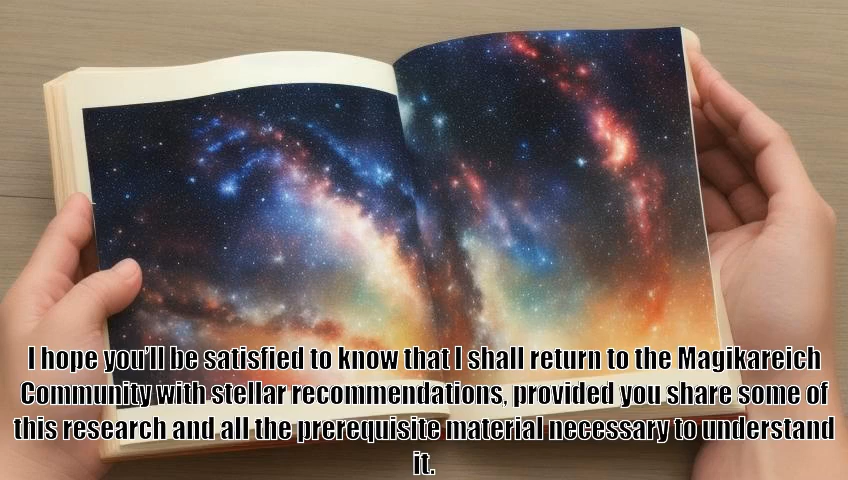 I hope you'll be satisfied to know that I shall return to the Magikareich
Community with stellar recommendations, provided you share some of
this research and all the prerequisite material necessary to understand
it.